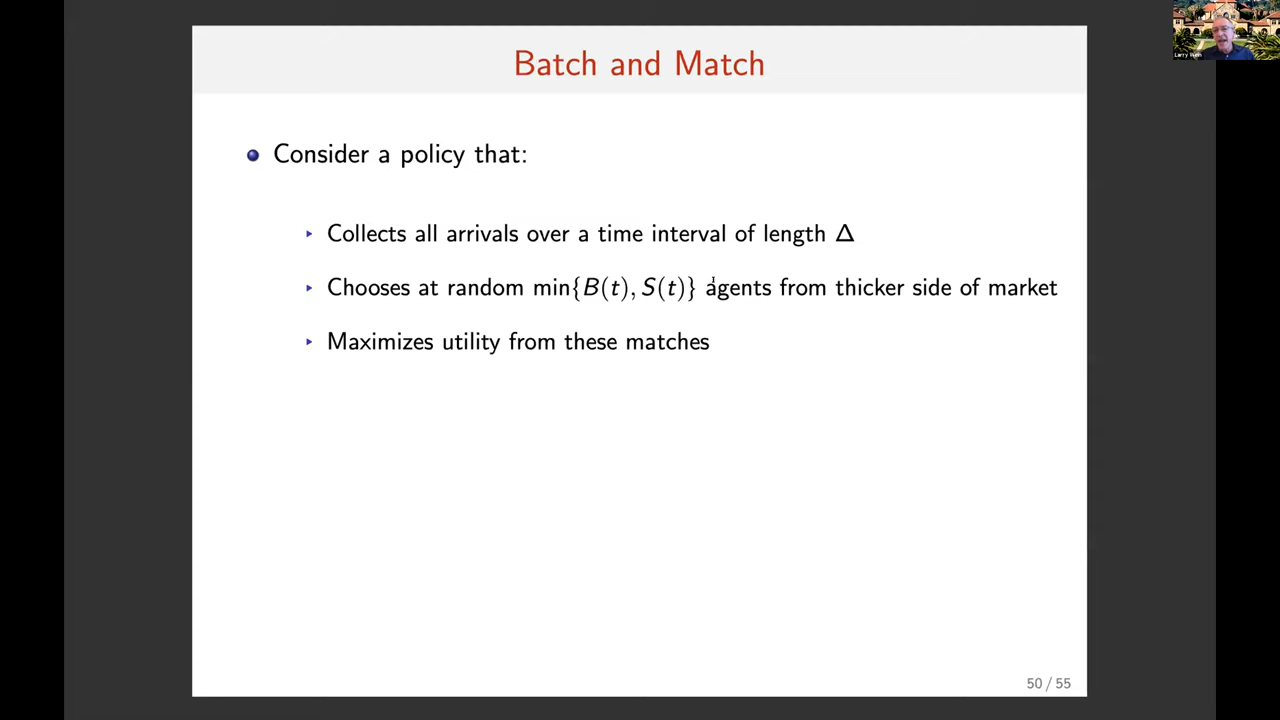 Batch and Match
Consider a policy that:
Collects all arrivals over a time interval of length Δ
Chooses at random min{B(t), S(t)} agents from thicker side of market
Maximizes utility from these matches
50 / 55
Larry